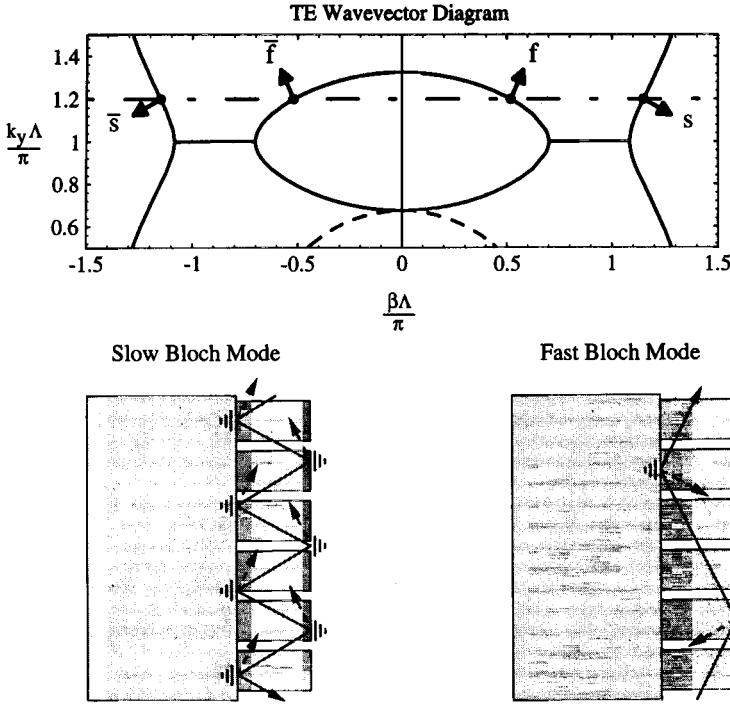 TE Wavevector Diagram
1.4
1.2
1
0.8
0.6
k_y Λ
π
s̄
f̄
f
s
-1.5
-1
-0.5
0
0.5
1
1.5
βΛ
π
Slow Bloch Mode
Fast Bloch Mode